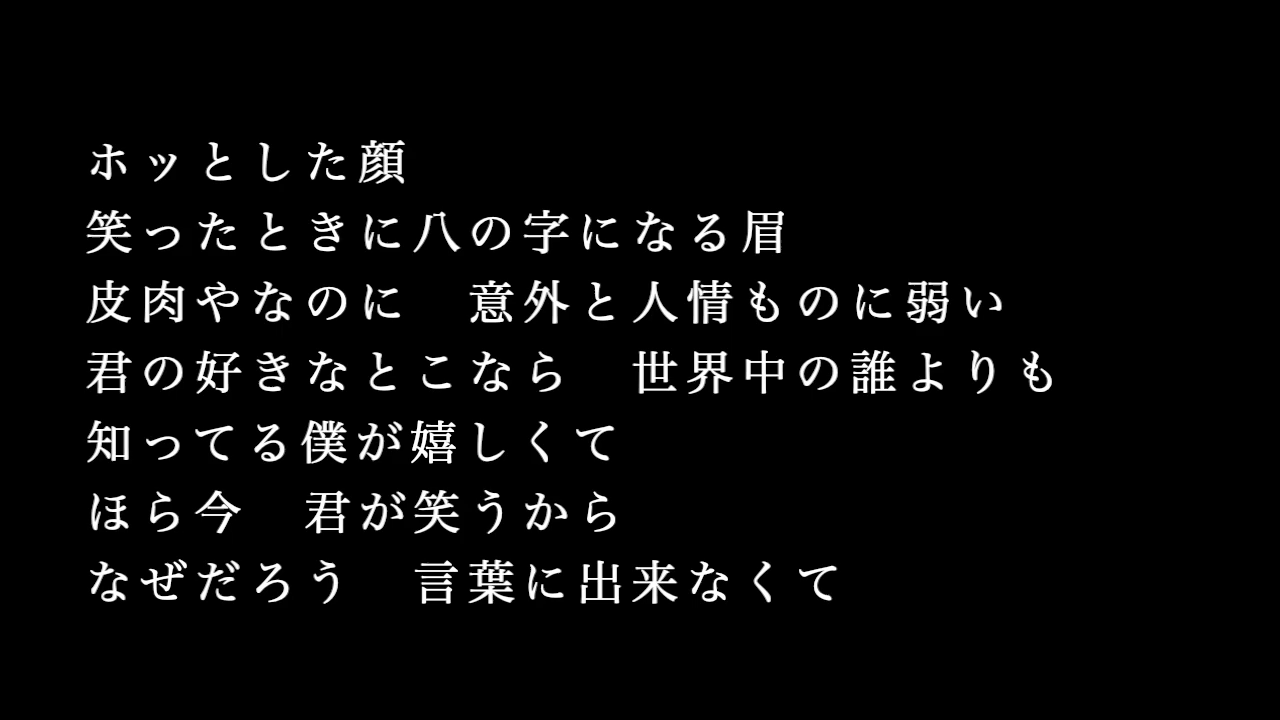 ホッとした顔
笑ったときに八の字になる眉
皮肉やなのに　意外と人情ものに弱い
君の好きなとこなら　世界中の誰よりも
知ってる僕が嬉しくて
ほら今　君が笑うから
なぜだろう　言葉に出来なくて